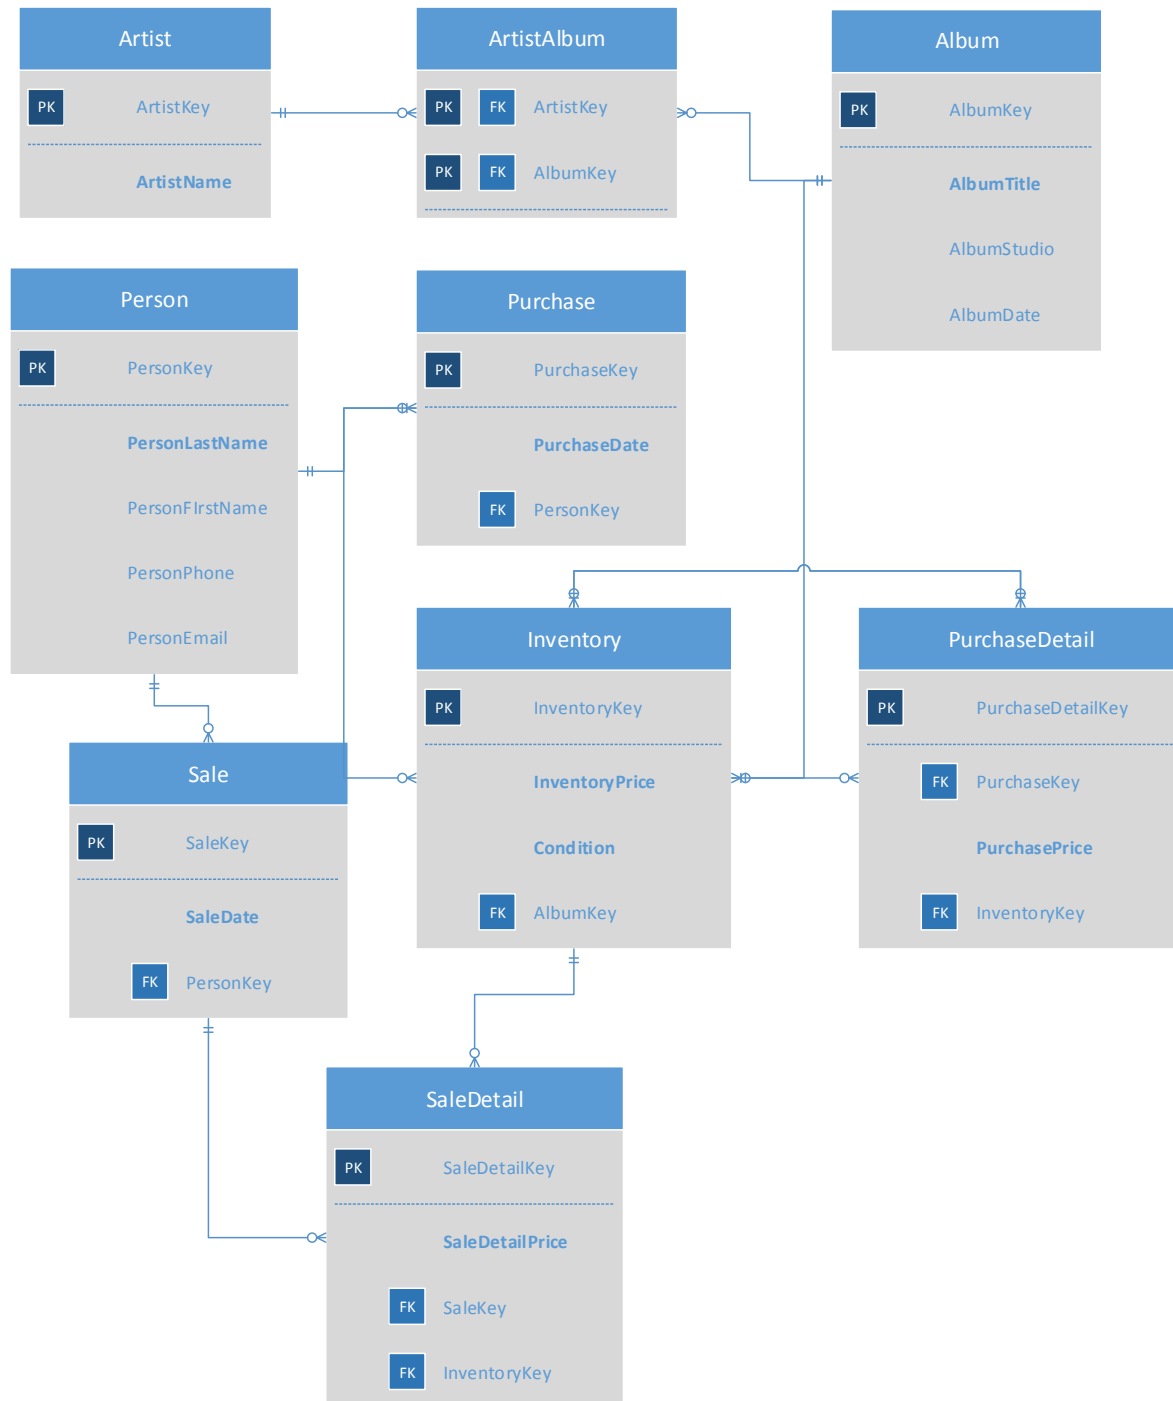 Artist
PK ArtistKey
ArtistName
ArtistAlbum
PK FK ArtistKey
PK FK AlbumKey
Album
PK AlbumKey
AlbumTitle
AlbumStudio
AlbumDate
Person
PK PersonKey
PersonLastName
PersonFIrstName
PersonPhone
PersonEmail
Purchase
PK PurchaseKey
PurchaseDate
FK PersonKey
Inventory
PK InventoryKey
InventoryPrice
Condition
FK AlbumKey
PurchaseDetail
PK PurchaseDetailKey
FK PurchaseKey
PurchasePrice
FK InventoryKey
Sale
PK SaleKey
SaleDate
FK PersonKey
SaleDetail
PK SaleDetailKey
SaleDetailPrice
FK SaleKey
FK InventoryKey